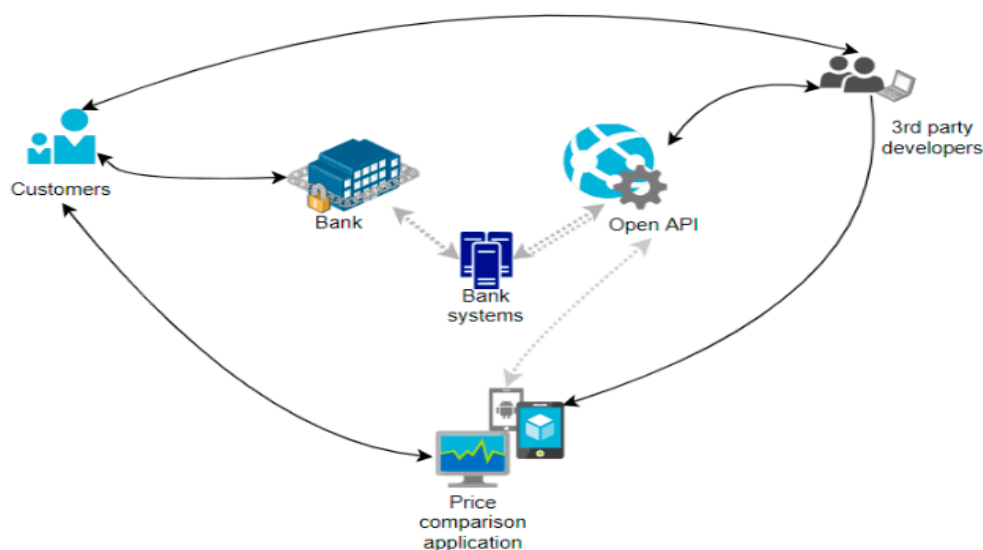 3rd party
developers
Customers
Bank
Open API
Bank
systems
Price
comparison
application